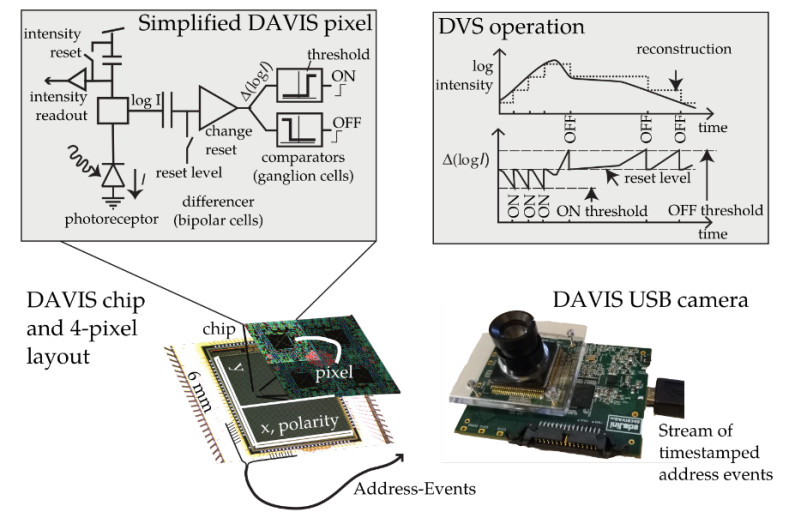 Simplified DAVIS pixel
intensity
reset
threshold
ON
Δ(logI)
intensity
readout
log I
change
reset
OFF
I
reset level
comparators
(ganglion cells)
photoreceptor
differencer
(bipolar cells)
DVS operation
log
intensity
reconstruction
OFF
OFF
OFF
time
Δ(logI)
reset level
ON
ON
ON
ON threshold
OFF threshold
time
DAVIS chip
and 4-pixel
layout
chip
pixel
6 mm
y
x, polarity
Address-Events
DAVIS USB camera
Stream of
timestamped
address events